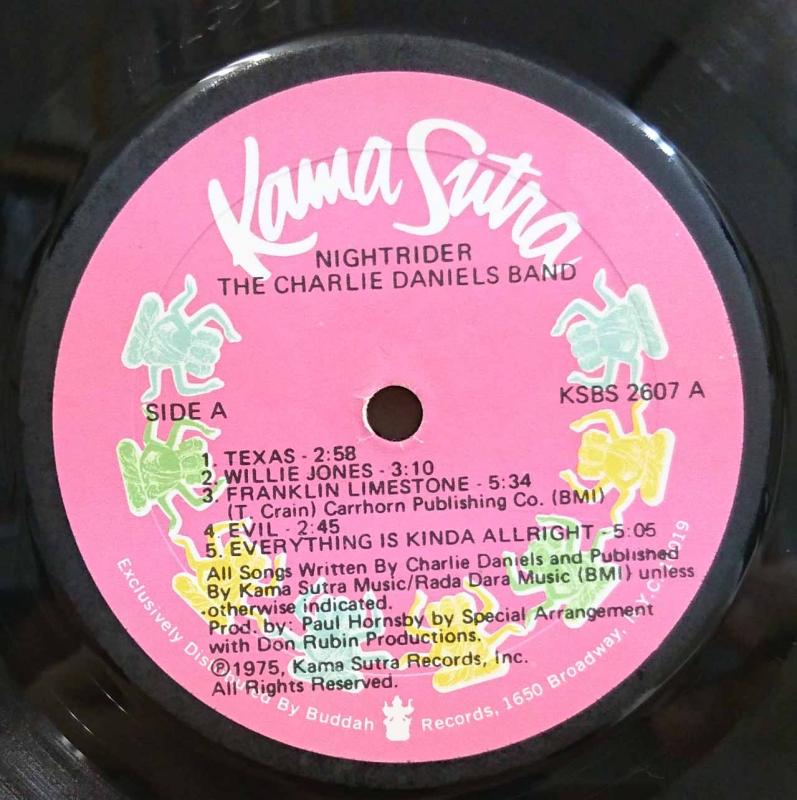 Kama Sutra
NIGHTRIDER
THE CHARLIE DANIELS BAND
SIDE A
KSBS 2607 A
1. TEXAS - 2:58
2. WILLIE JONES - 3:10
3. FRANKLIN LIMESTONE - 5:34
(T. Crain) Carrhorn Publishing Co. (BMI)
4. EVIL - 2:45
5. EVERYTHING IS KINDA ALLRIGHT - 5:05
All Songs Written By Charlie Daniels and Published
By Kama Sutra Music/Rada Dara Music (BMI) unless
otherwise indicated.
Prod. by: Paul Hornsby by Special Arrangement
with Don Rubin Productions.
℗1975, Kama Sutra Records, Inc.
All Rights Reserved.
Exclusively Distributed By Buddah Records, 1650 Broadway, N.Y.C. 10019